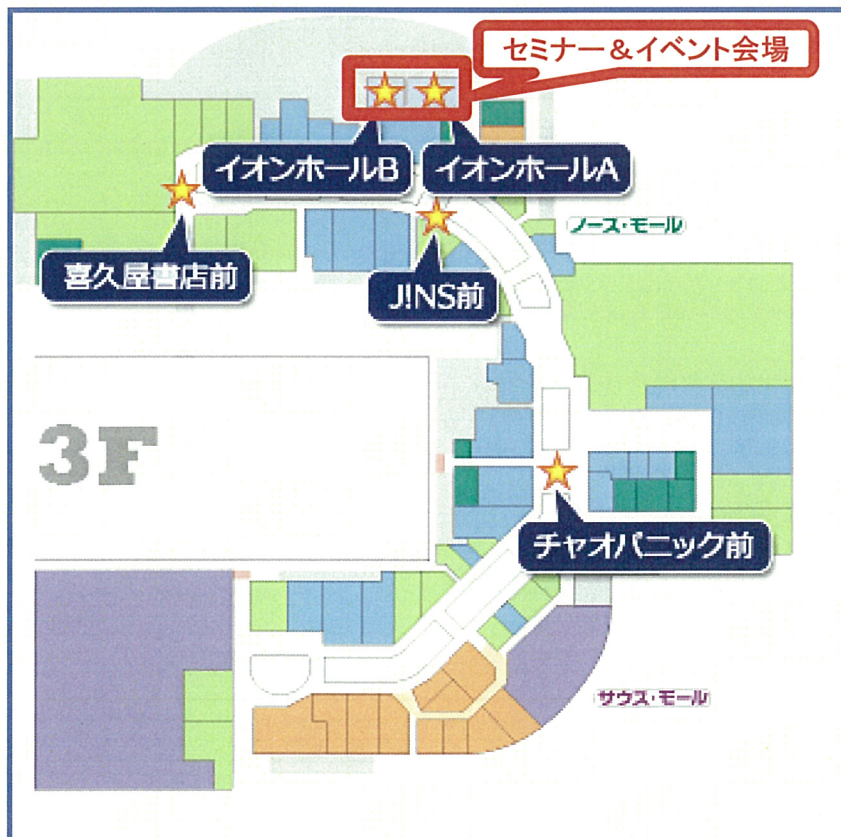 セミナー＆イベント会場
イオンホールB
イオンホールA
ノース・モール
喜久屋書店前
J!NS前
3F
チャオパニック前
サウス・モール